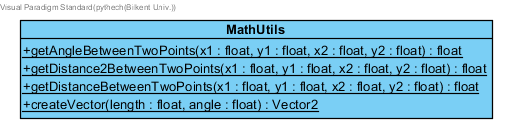 Visual Paradigm Standard(pythech(Bilkent Univ.))
MathUtils
+getAngleBetweenTwoPoints(x1 : float, y1 : float, x2 : float, y2 : float) : float
+getDistance2BetweenTwoPoints(x1 : float, y1 : float, x2 : float, y2 : float) : float
+getDistanceBetweenTwoPoints(x1 : float, y1 : float, x2 : float, y2 : float) : float
+createVector(length : float, angle : float) : Vector2